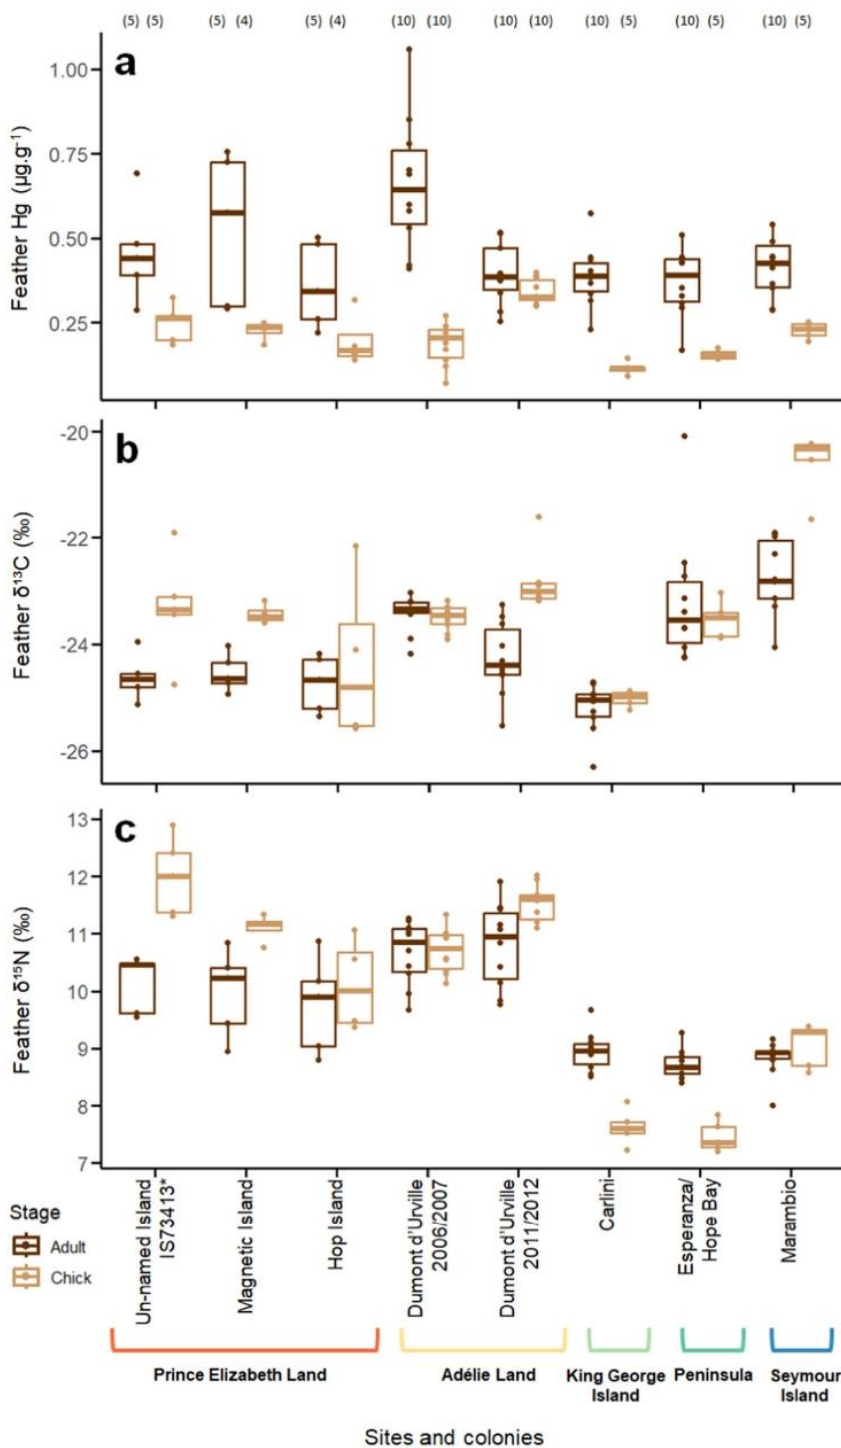 (5) (5) (5) (4) (5) (4) (10) (10) (10) (10) (10) (5) (10) (5) (10) (5)
a
Feather Hg (µg.g⁻¹)
1.00
0.75
0.50
0.25
b
Feather δ¹³C (‰)
-20
-22
-24
-26
c
Feather δ¹⁵N (‰)
13
12
11
10
9
8
7
Stage
Adult
Chick
Un-named Island
IS73413*
Magnetic Island
Hop Island
Dumont d'Urville
2006/2007
Dumont d'Urville
2011/2012
Carlini
Esperanza/
Hope Bay
Marambio
Prince Elizabeth Land
Adélie Land
King George
Island
Peninsula
Seymour
Island
Sites and colonies